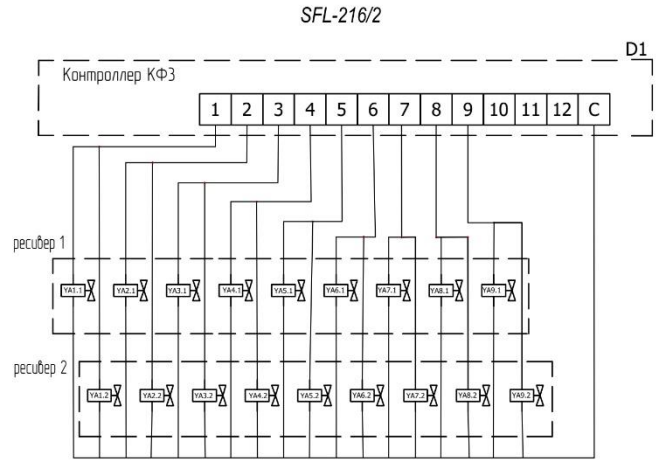 SFL-216/2
D1
Контроллер КФЗ
1 2 3 4 5 6 7 8 9 10 11 12 C
ресивер 1
YA1.1 YA2.1 YA3.1 YA4.1 YA5.1 YA6.1 YA7.1 YA8.1 YA9.1
ресивер 2
YA1.2 YA2.2 YA3.2 YA4.2 YA5.2 YA6.2 YA7.2 YA8.2 YA9.2